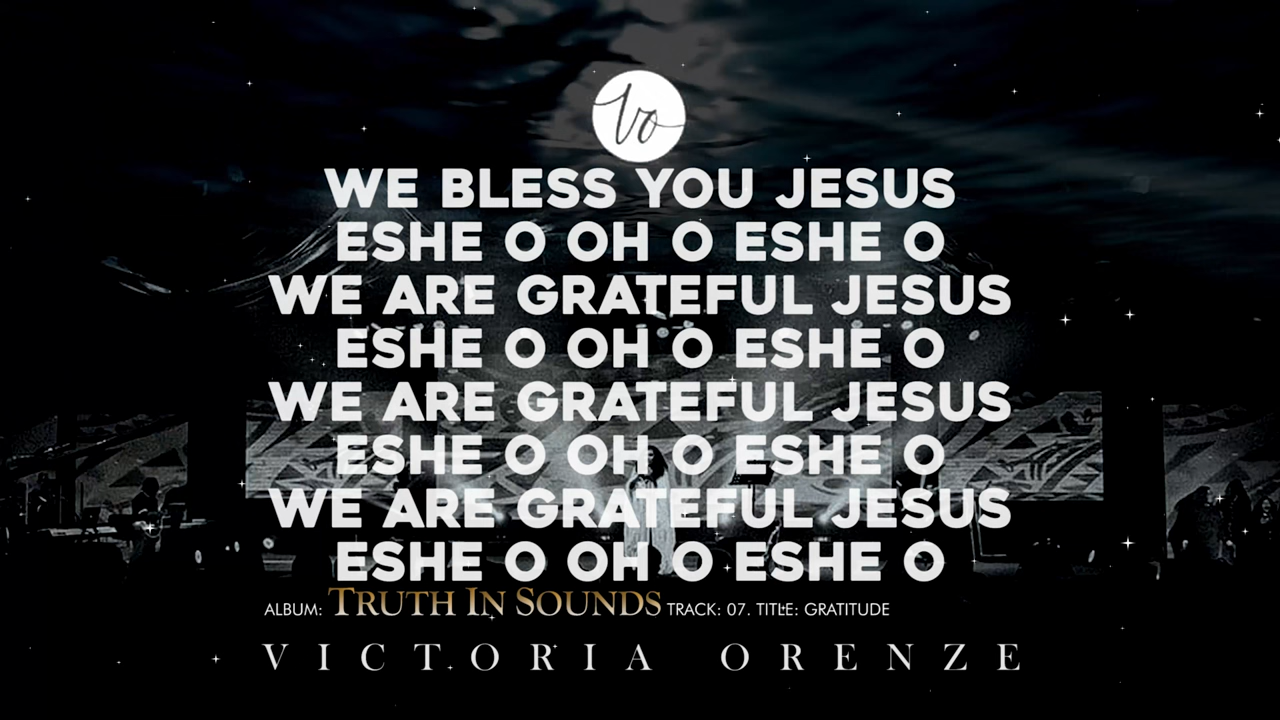 vo
WE BLESS YOU JESUS
ESHE O OH O ESHE O
WE ARE GRATEFUL JESUS
ESHE O OH O ESHE O
WE ARE GRATEFUL JESUS
ESHE O OH O ESHE O
WE ARE GRATEFUL JESUS
ESHE O OH O ESHE O
ALBUM: TRUTH IN SOUNDS TRACK: 07. TITLE: GRATITUDE
VICTORIA ORENZE